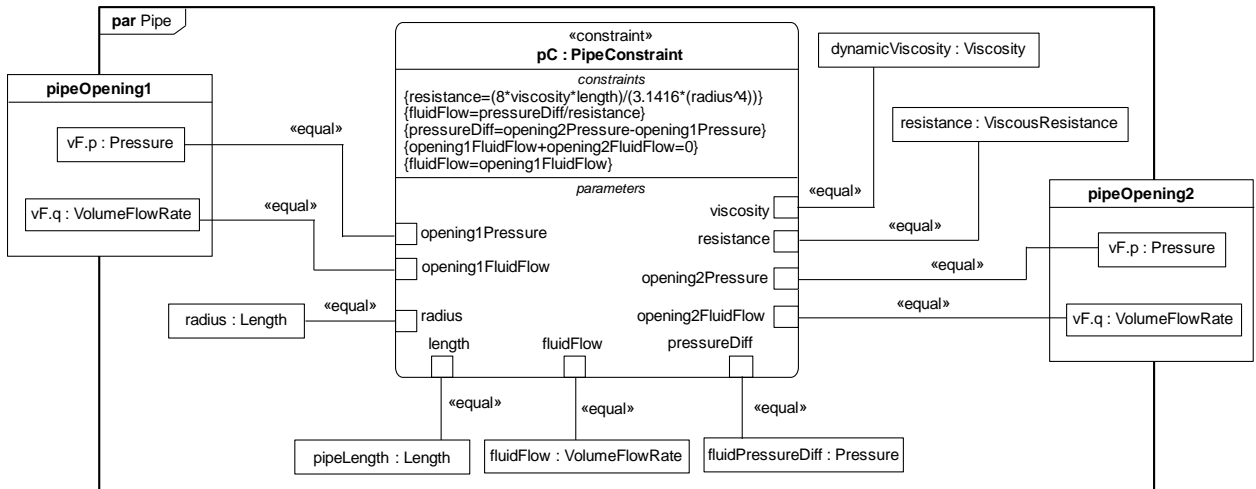 par Pipe
pipeOpening1
vF.p : Pressure
vF.q : VolumeFlowRate
«equal»
«equal»
radius : Length
«equal»
«constraint»
pC : PipeConstraint
constraints
{resistance=(8*viscosity*length)/(3.1416*(radius^4))}
{fluidFlow=pressureDiff/resistance}
{pressureDiff=opening2Pressure-opening1Pressure}
{opening1FluidFlow+opening2FluidFlow=0}
{fluidFlow=opening1FluidFlow}
parameters
opening1Pressure
opening1FluidFlow
radius
length
fluidFlow
pressureDiff
viscosity
resistance
opening2Pressure
opening2FluidFlow
dynamicViscosity : Viscosity
resistance : ViscousResistance
«equal»
«equal»
«equal»
«equal»
pipeOpening2
vF.p : Pressure
vF.q : VolumeFlowRate
«equal»
«equal»
«equal»
pipeLength : Length
fluidFlow : VolumeFlowRate
fluidPressureDiff : Pressure